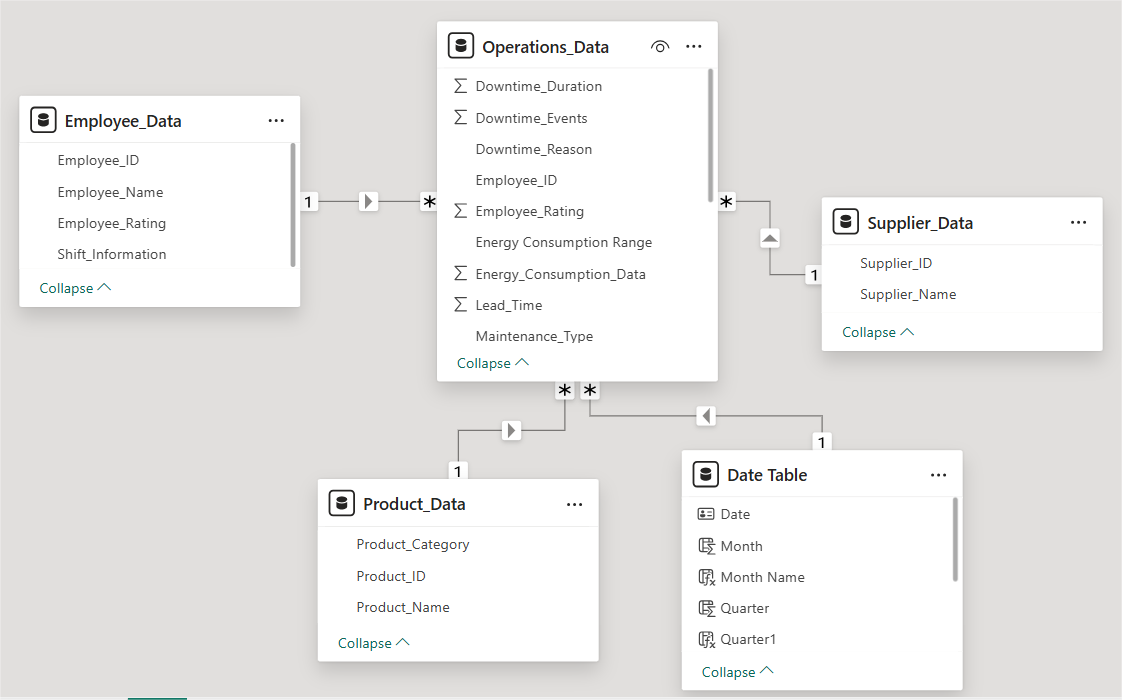 Operations_Data
Downtime_Duration
Downtime_Events
Downtime_Reason
Employee_ID
Employee_Rating
Energy Consumption Range
Energy_Consumption_Data
Lead_Time
Maintenance_Type
Collapse
Employee_Data
Employee_ID
Employee_Name
Employee_Rating
Shift_Information
Collapse
1
*
*
1
Supplier_Data
Supplier_ID
Supplier_Name
Collapse
*
*
1
1
Product_Data
Product_Category
Product_ID
Product_Name
Collapse
Date Table
Date
Month
Month Name
Quarter
Quarter1
Collapse